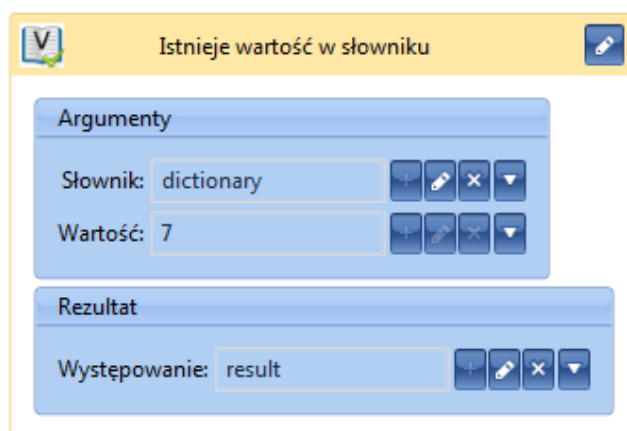 V
Istnieje wartość w słowniku
Argumenty
Słownik: dictionary
Wartość: 7
Rezultat
Występowanie: result